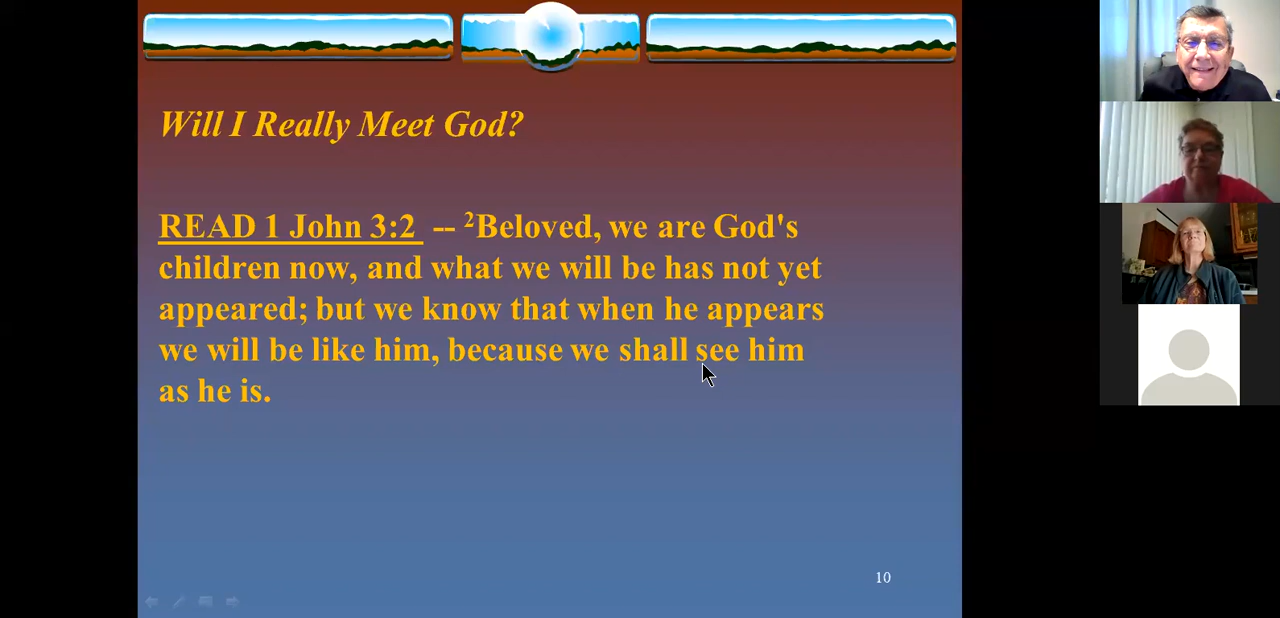 Will I Really Meet God?
READ 1 John 3:2 -- ²Beloved, we are God's
children now, and what we will be has not yet
appeared; but we know that when he appears
we will be like him, because we shall see him
as he is.
10